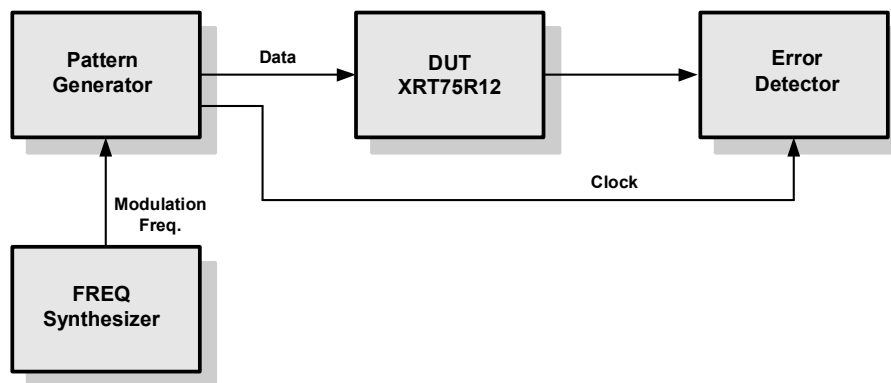 Pattern
Generator
Data
DUT
XRT75R12
Error
Detector
Clock
Modulation
Freq.
FREQ
Synthesizer